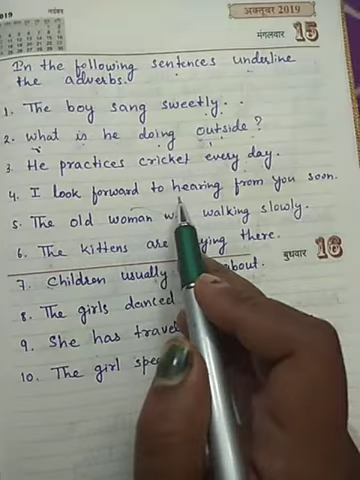 2019
नवंबर
अक्तूबर 2019
मंगलवार 15
In the following sentences underline
the adverbs.
1. The boy sang sweetly.
2. What is he doing outside?
3. He practices cricket every day.
4. I look forward to hearing from you soon.
5. The old woman walking slowly.
6. The kittens are there.
बुधवार 16
7. Children usually about.
8. The girls danced
9. She has
10. The girl